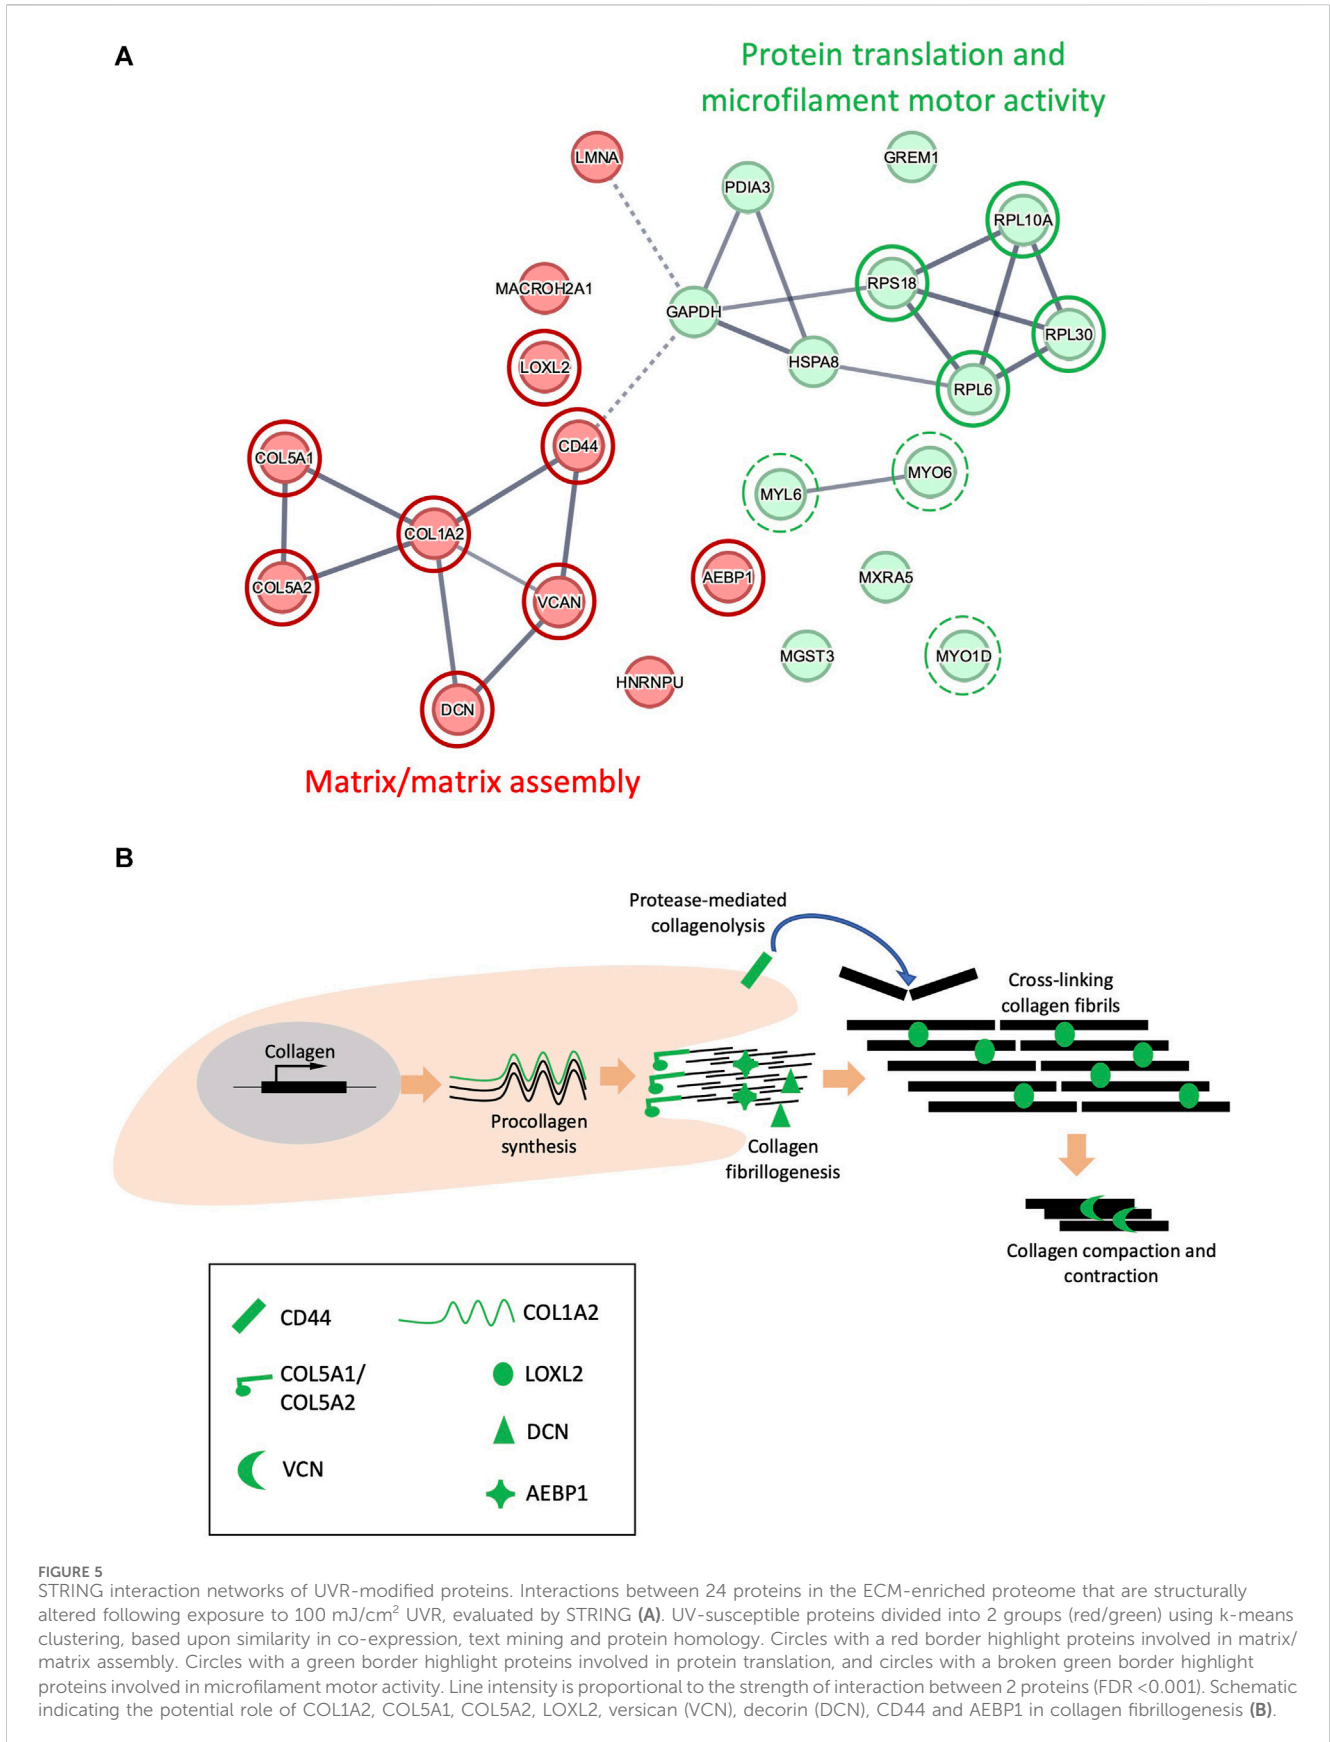 A
Protein translation and
microfilament motor activity
LMNA
GREM1
PDIA3
RPL10A
MACROH2A1
RPS18
GAPDH
RPL30
LOXL2
HSPA8
RPL6
CD44
COL5A1
MYO6
MYL6
COL1A2
AEBP1
MXRA5
COL5A2
VCAN
MGST3
MYO1D
HNRNPU
DCN
Matrix/matrix assembly
B
Protease-mediated
collagenolysis
Cross-linking
collagen fibrils
Collagen
Procollagen
synthesis
Collagen
fibrillogenesis
Collagen compaction and
contraction
CD44
COL1A2
COL5A1/
COL5A2
LOXL2
DCN
VCN
AEBP1
FIGURE 5
STRING interaction networks of UVR-modified proteins. Interactions between 24 proteins in the ECM-enriched proteome that are structurally
altered following exposure to 100 mJ/cm² UVR, evaluated by STRING (A). UV-susceptible proteins divided into 2 groups (red/green) using k-means
clustering, based upon similarity in co-expression, text mining and protein homology. Circles with a red border highlight proteins involved in matrix/
matrix assembly. Circles with a green border highlight proteins involved in protein translation, and circles with a broken green border highlight
proteins involved in microfilament motor activity. Line intensity is proportional to the strength of interaction between 2 proteins (FDR <0.001). Schematic
indicating the potential role of COL1A2, COL5A1, COL5A2, LOXL2, versican (VCN), decorin (DCN), CD44 and AEBP1 in collagen fibrillogenesis (B).